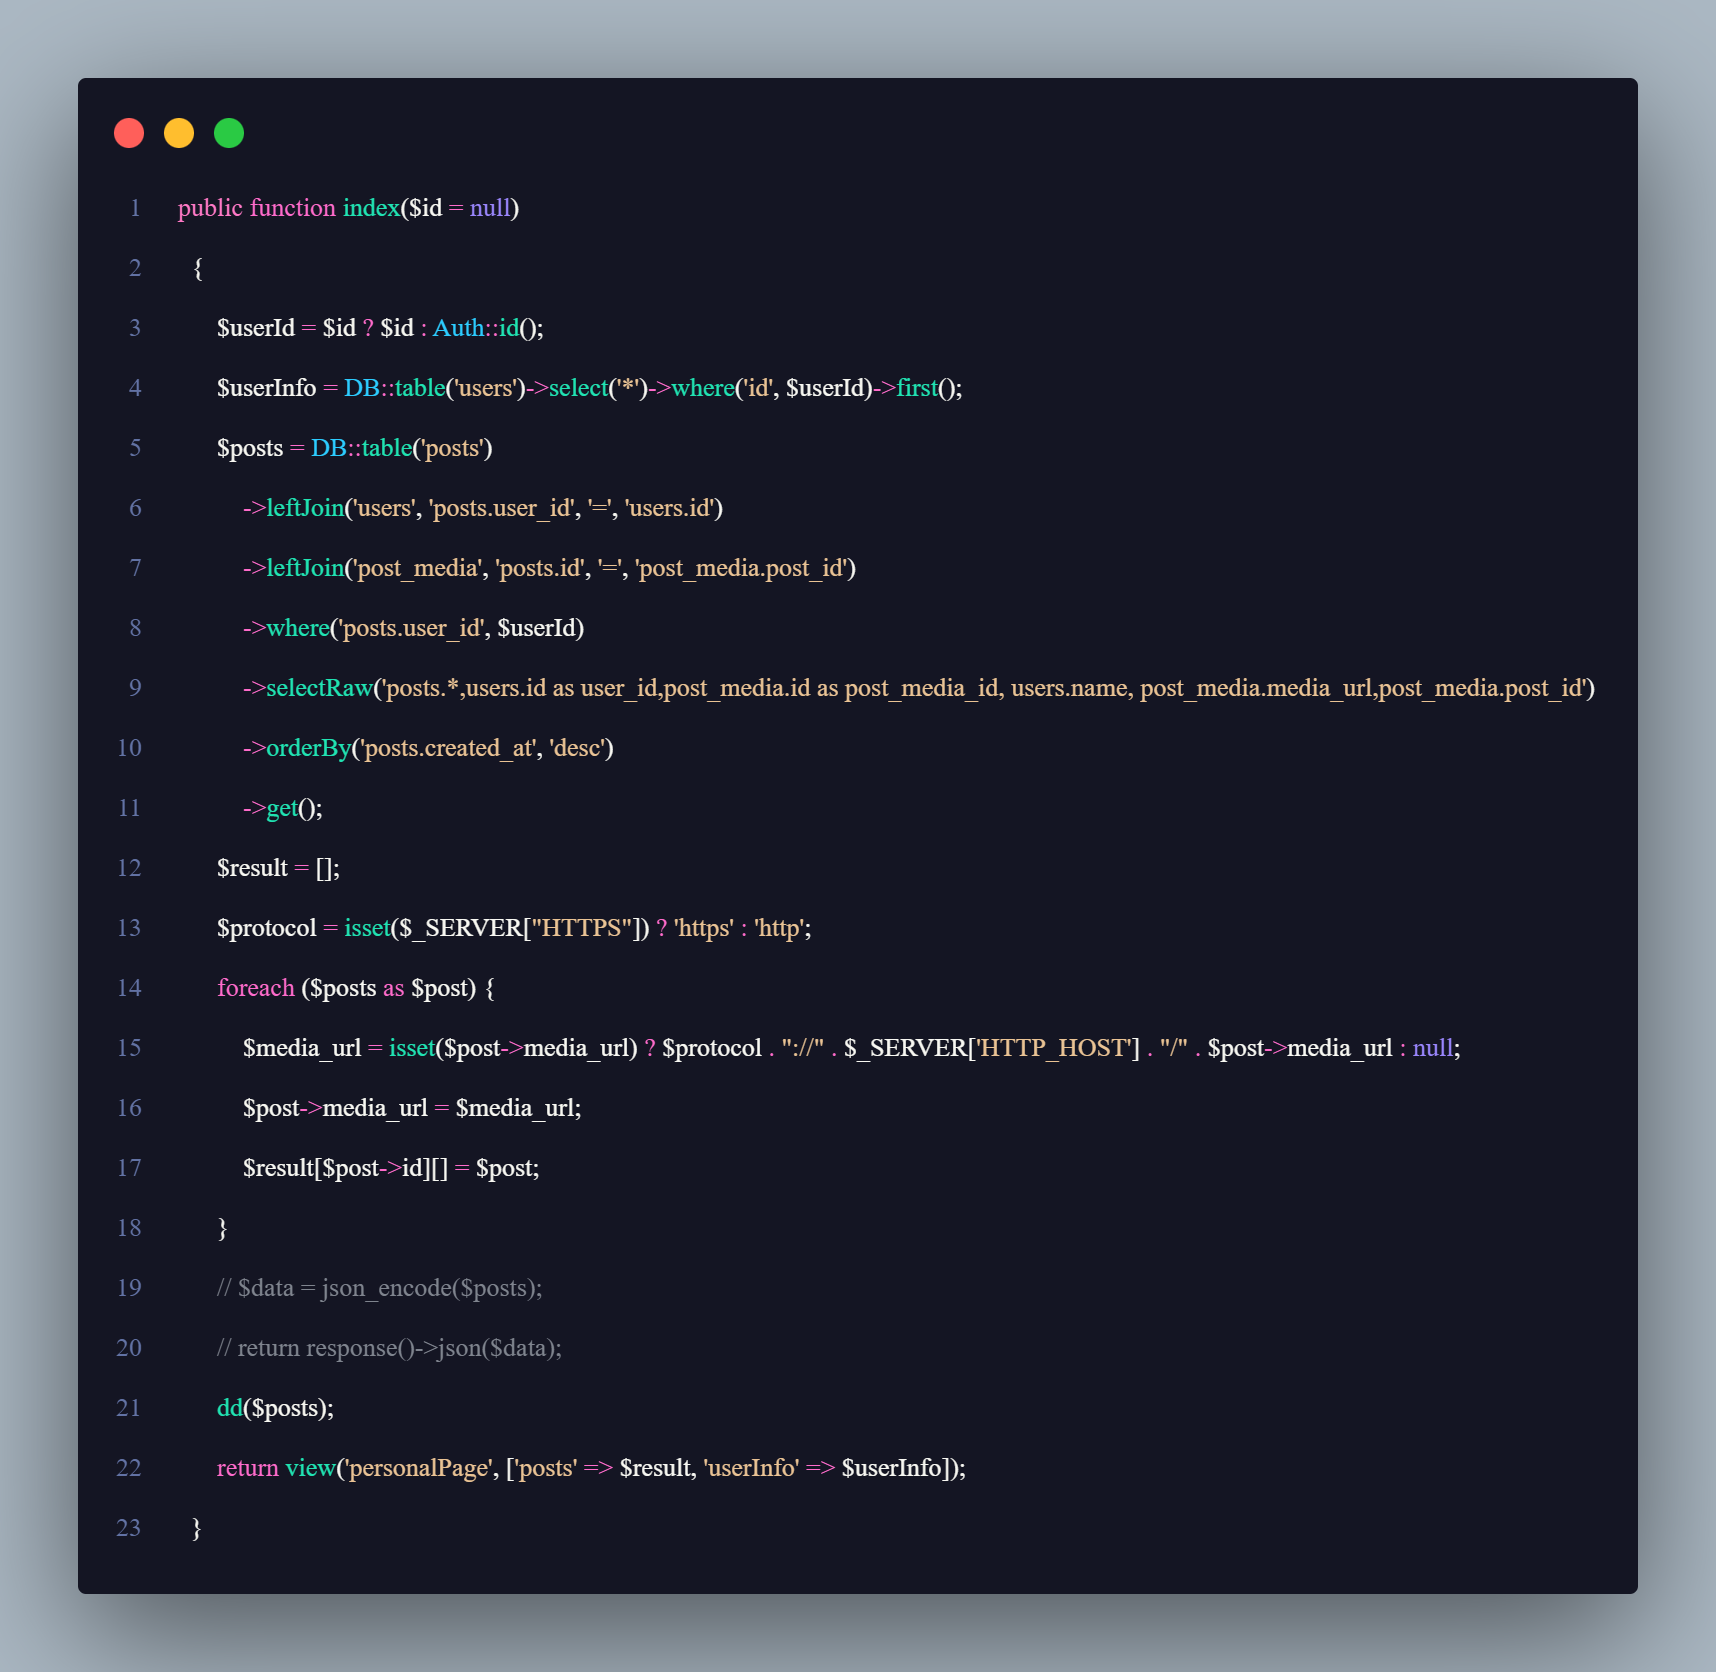 1 public function index($id = null)
2 {
3 $userId = $id ? $id : Auth::id();
4 $userInfo = DB::table('users')->select('*')->where('id', $userId)->first();
5 $posts = DB::table('posts')
6 ->leftJoin('users', 'posts.user_id', '=', 'users.id')
7 ->leftJoin('post_media', 'posts.id', '=', 'post_media.post_id')
8 ->where('posts.user_id', $userId)
9 ->selectRaw('posts.*,users.id as user_id,post_media.id as post_media_id, users.name, post_media.media_url,post_media.post_id')
10 ->orderBy('posts.created_at', 'desc')
11 ->get();
12 $result = [];
13 $protocol = isset($_SERVER["HTTPS"]) ? 'https' : 'http';
14 foreach ($posts as $post) {
15 $media_url = isset($post->media_url) ? $protocol . "://" . $_SERVER['HTTP_HOST'] . "/" . $post->media_url : null;
16 $post->media_url = $media_url;
17 $result[$post->id][] = $post;
18 }
19 // $data = json_encode($posts);
20 // return response()->json($data);
21 dd($posts);
22 return view('personalPage', ['posts' => $result, 'userInfo' => $userInfo]);
23 }